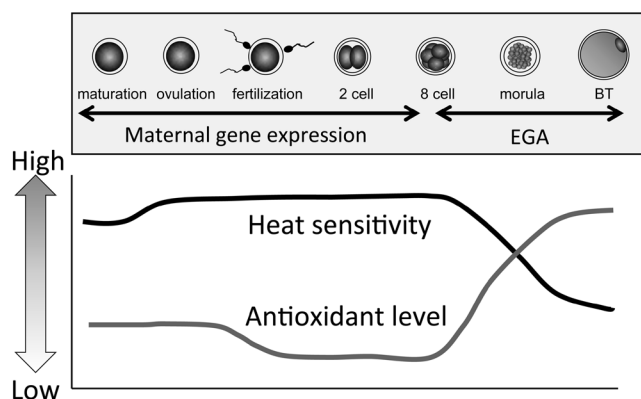 maturation ovulation fertilization 2 cell 8 cell morula BT
Maternal gene expression EGA
High
Heat sensitivity
Antioxidant level
Low